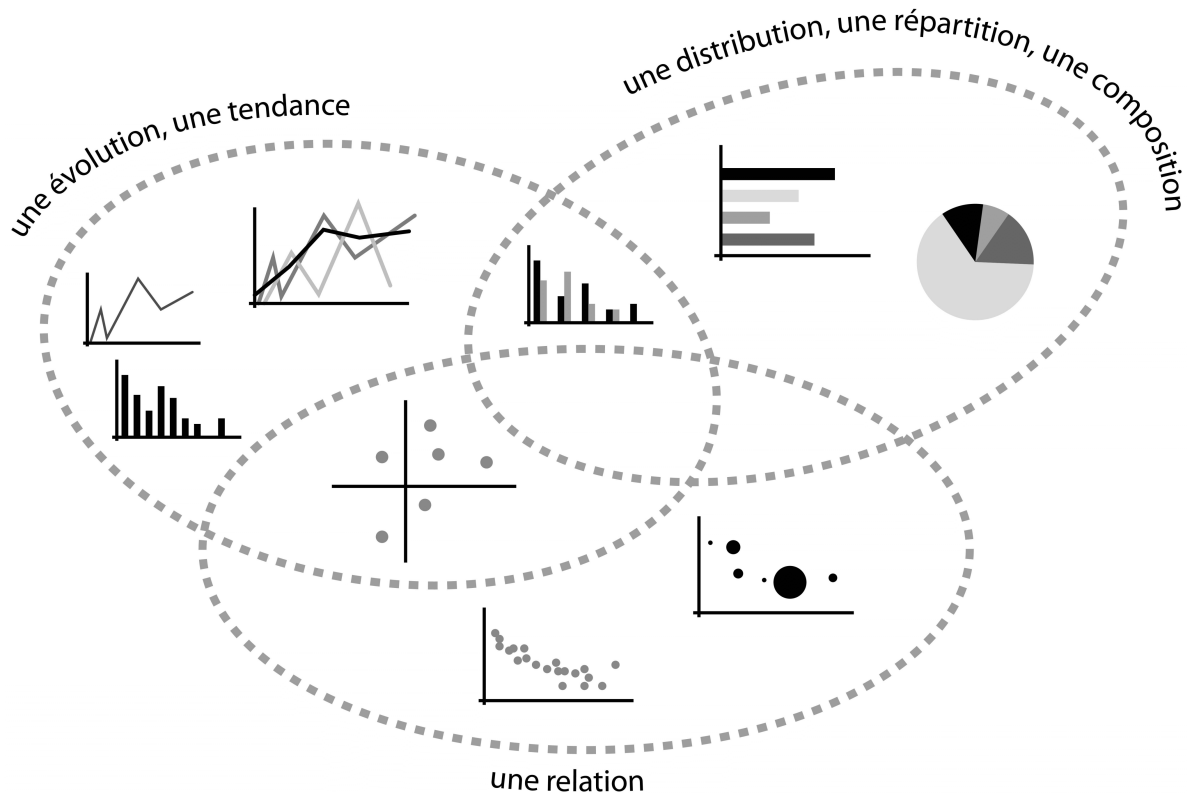 une évolution, une tendance
une distribution, une répartition, une composition
une relation